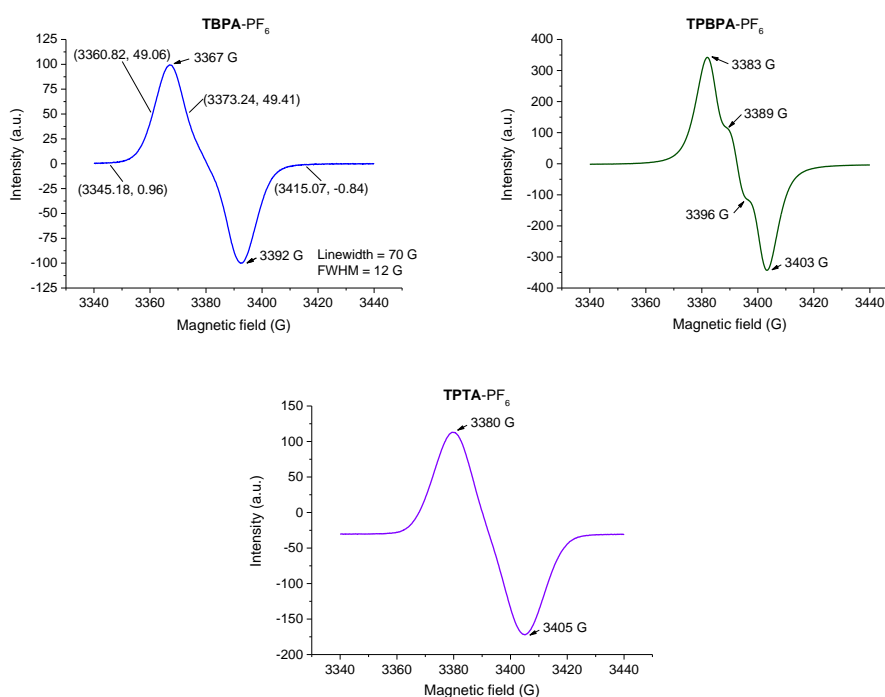 TBPA-PF6
125
100
75
50
25
0
-25
-50
-75
-100
-125
Intensity (a.u.)
(3360.82, 49.06)
3367 G
(3373.24, 49.41)
(3345.18, 0.96)
(3415.07, -0.84)
3392 G
Linewidth = 70 G
FWHM = 12 G
3340 3360 3380 3400 3420 3440
Magnetic field (G)
TPBPA-PF6
400
300
200
100
0
-100
-200
-300
-400
Intensity (a.u.)
3383 G
3389 G
3396 G
3403 G
3340 3360 3380 3400 3420 3440
Magnetic field (G)
TPTA-PF6
150
100
50
0
-50
-100
-150
-200
Intensity (a.u.)
3380 G
3405 G
3340 3360 3380 3400 3420 3440
Magnetic field (G)